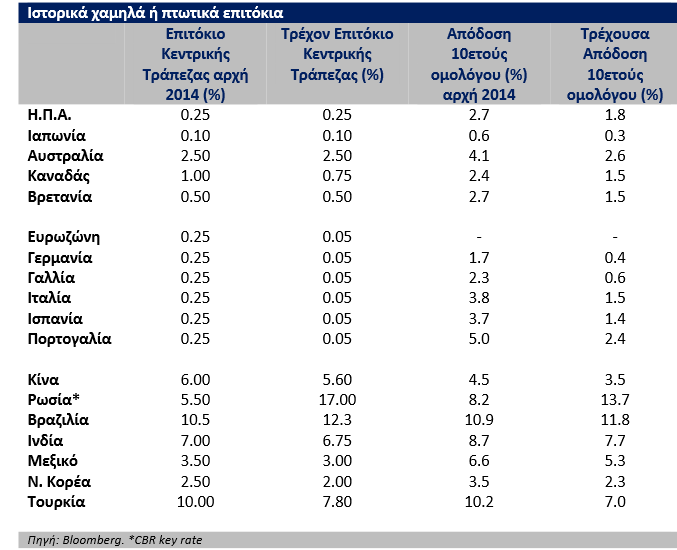 Ιστορικά χαμηλά ή πτωτικά επιτόκια
Επιτόκιο Κεντρικής Τράπεζας αρχή 2014 (%) Τρέχον Επιτόκιο Κεντρικής Τράπεζας (%) Απόδοση 10ετούς ομολόγου (%) αρχή 2014 Τρέχουσα Απόδοση 10ετούς ομολόγου (%)
Η.Π.Α. 0.25 0.25 2.7 1.8
Ιαπωνία 0.10 0.10 0.6 0.3
Αυστραλία 2.50 2.50 4.1 2.6
Καναδάς 1.00 0.75 2.4 1.5
Βρετανία 0.50 0.50 2.7 1.5
Ευρωζώνη 0.25 0.05 - -
Γερμανία 0.25 0.05 1.7 0.4
Γαλλία 0.25 0.05 2.3 0.6
Ιταλία 0.25 0.05 3.8 1.5
Ισπανία 0.25 0.05 3.7 1.4
Πορτογαλία 0.25 0.05 5.0 2.4
Κίνα 6.00 5.60 4.5 3.5
Ρωσία* 5.50 17.00 8.2 13.7
Βραζιλία 10.5 12.3 10.9 11.8
Ινδία 7.00 6.75 8.7 7.7
Μεξικό 3.50 3.00 6.6 5.3
Ν. Κορέα 2.50 2.00 3.5 2.3
Τουρκία 10.00 7.80 10.2 7.0
Πηγή: Bloomberg. *CBR key rate